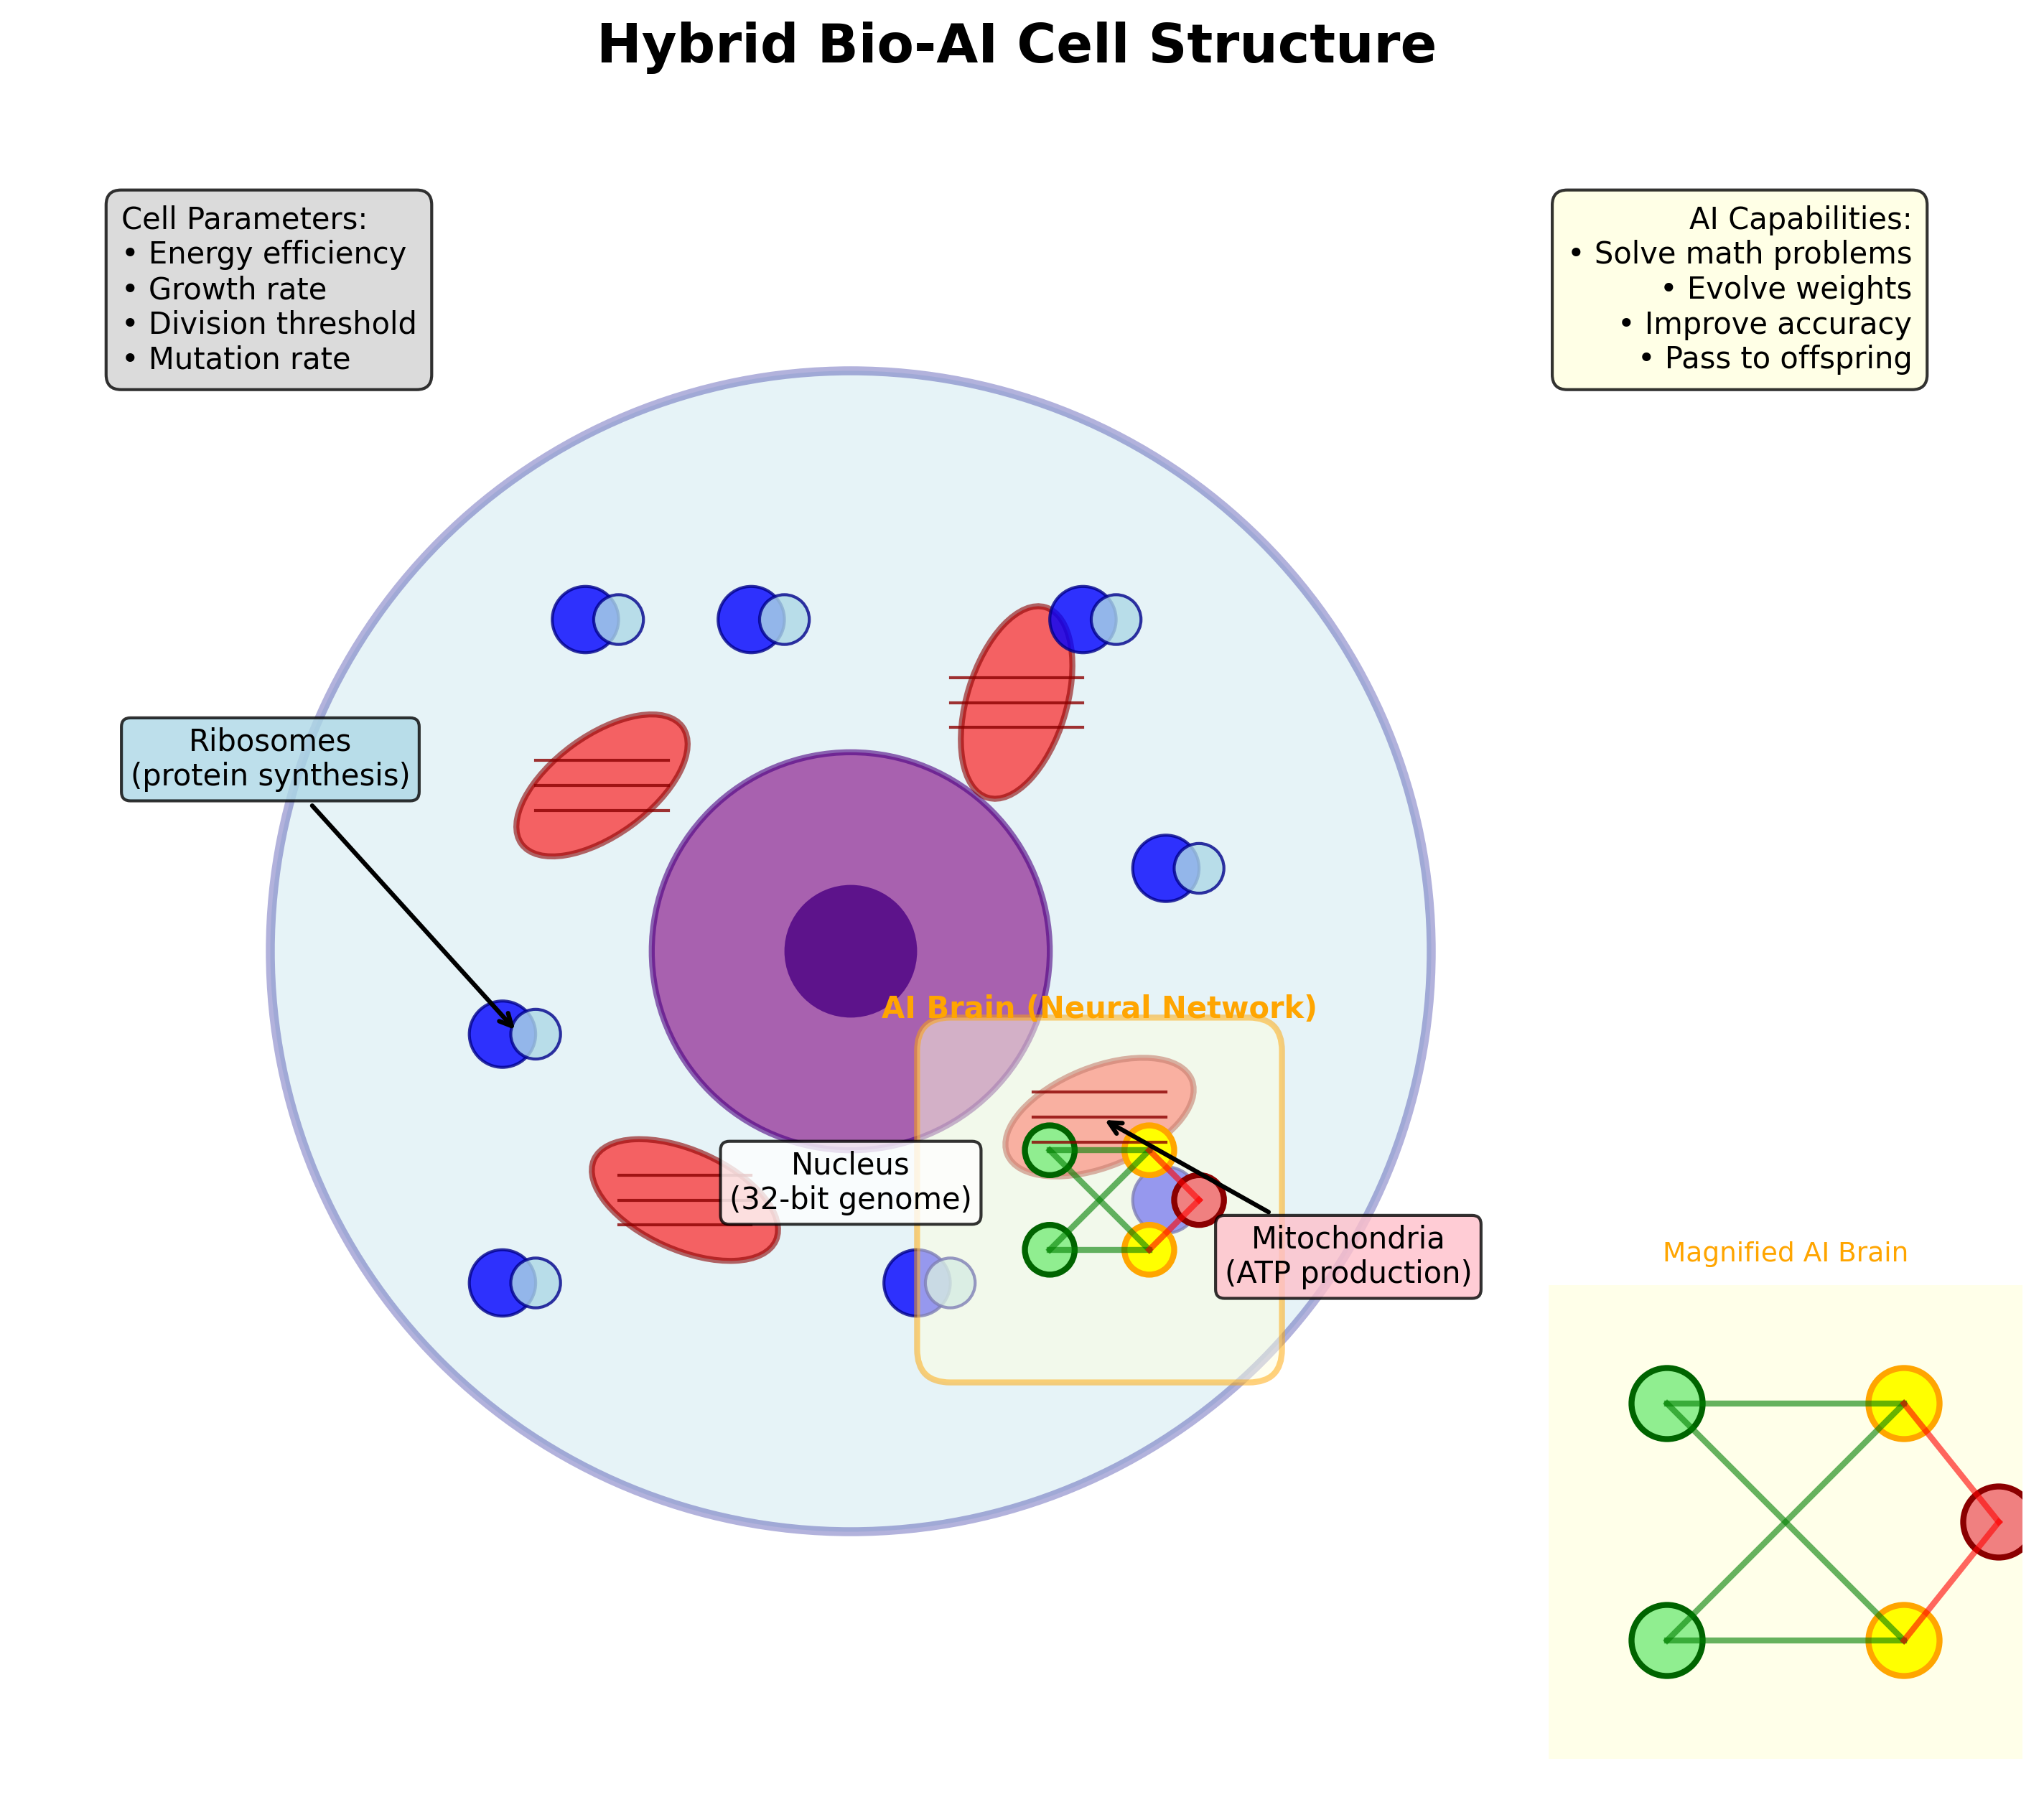 Hybrid Bio-AI Cell Structure
Cell Parameters:
• Energy efficiency
• Growth rate
• Division threshold
• Mutation rate
AI Capabilities:
• Solve math problems
• Evolve weights
• Improve accuracy
• Pass to offspring
Ribosomes
(protein synthesis)
AI Brain (Neural Network)
Nucleus
(32-bit genome)
Mitochondria
(ATP production)
Magnified AI Brain